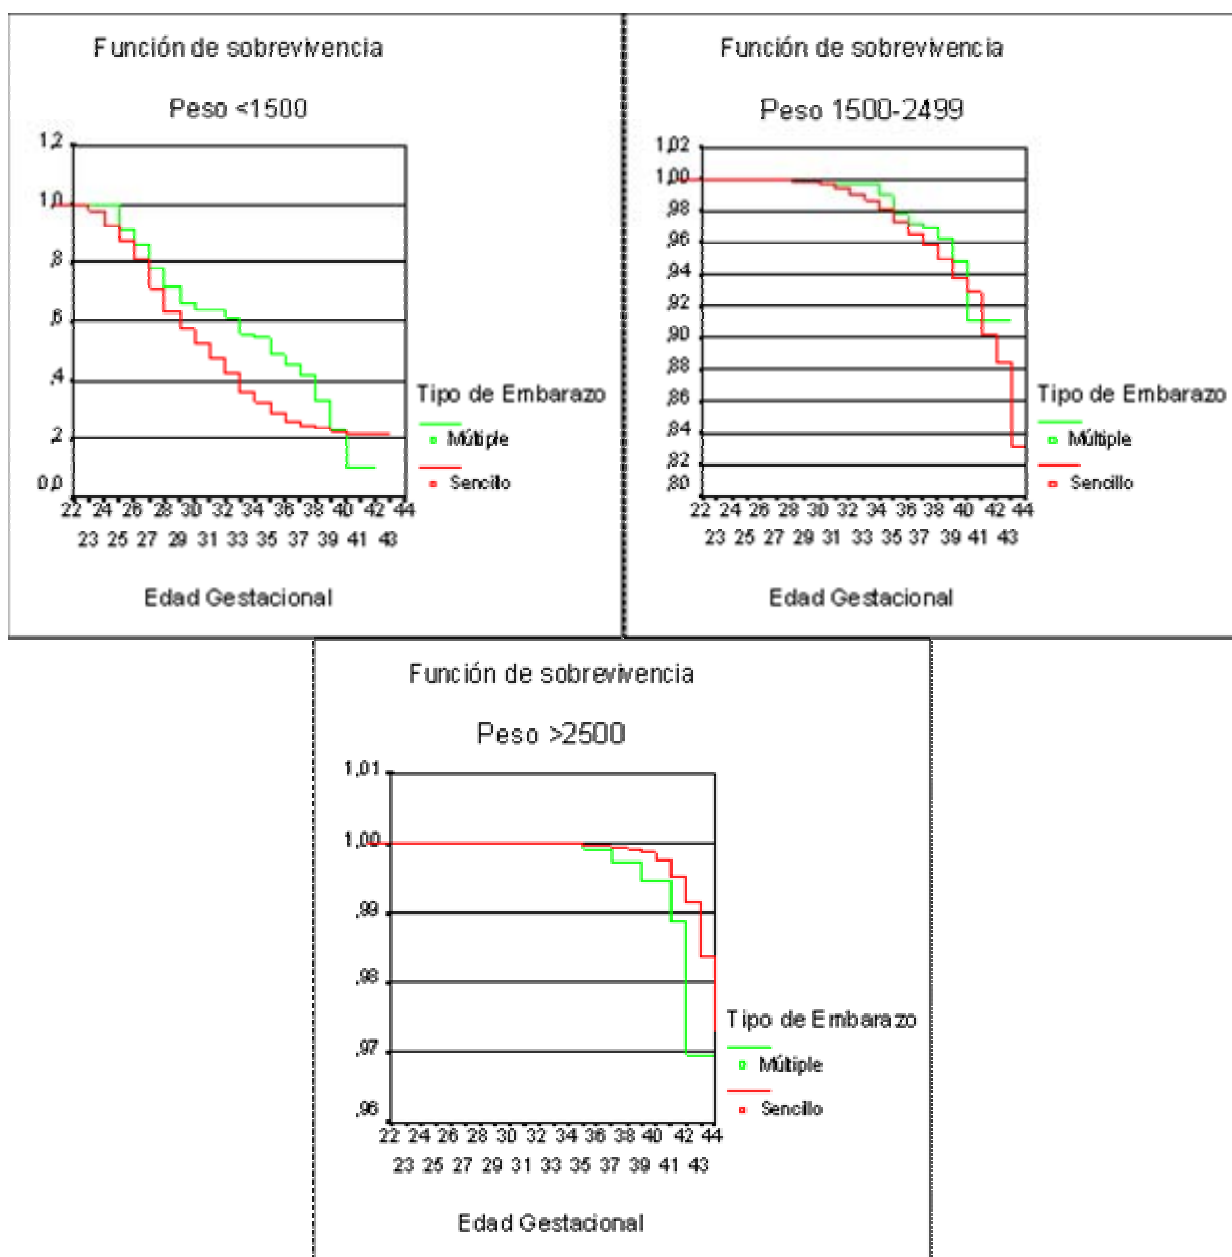 Función de sobrevivencia
Peso <1500
1,2
1,0
,8
,6
,4
,2
0,0
22 24 26 28 30 32 34 36 38 40 42 44
23 25 27 29 31 33 35 37 39 41 43
Edad Gestacional
Tipo de Embarazo
Múltiple
Sencillo
Función de sobrevivencia
Peso 1500-2499
1,02
1,00
,98
,96
,94
,92
,90
,88
,86
,84
,82
,80
22 24 26 28 30 32 34 36 38 40 42 44
23 25 27 29 31 33 35 37 39 41 43
Edad Gestacional
Tipo de Embarazo
Múltiple
Sencillo
Función de sobrevivencia
Peso >2500
1,01
1,00
,99
,98
,97
,96
22 24 26 28 30 32 34 36 38 40 42 44
23 25 27 29 31 33 35 37 39 41 43
Edad Gestacional
Tipo de Embarazo
Múltiple
Sencillo